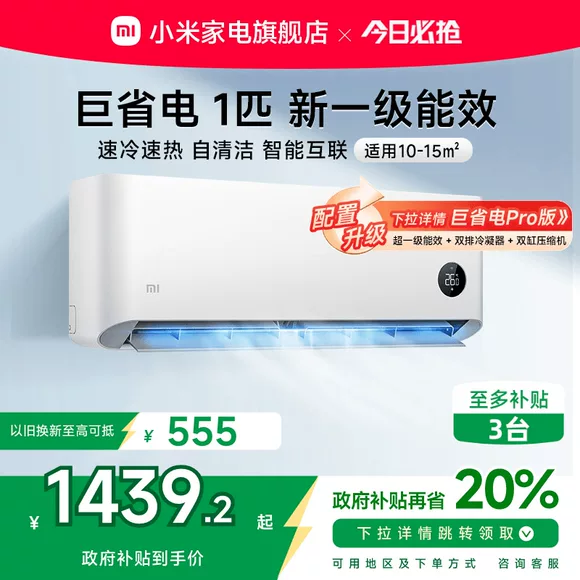 小米家电旗舰店 × 今日必抢
巨省电 1匹 新一级能效
速冷速热 自清洁 智能互联 适用10-15㎡
配置升级
下拉详情 巨省电Pro版》
超一级能效 + 双排冷凝器 + 双缸压缩机
26
至多补贴
3台
以旧换新至高可抵 ¥ 555
¥1439.2 起
政府补贴到手价
政府补贴再省 20%
下拉详情跳转领取
可用地区及下单方式 咨询客服